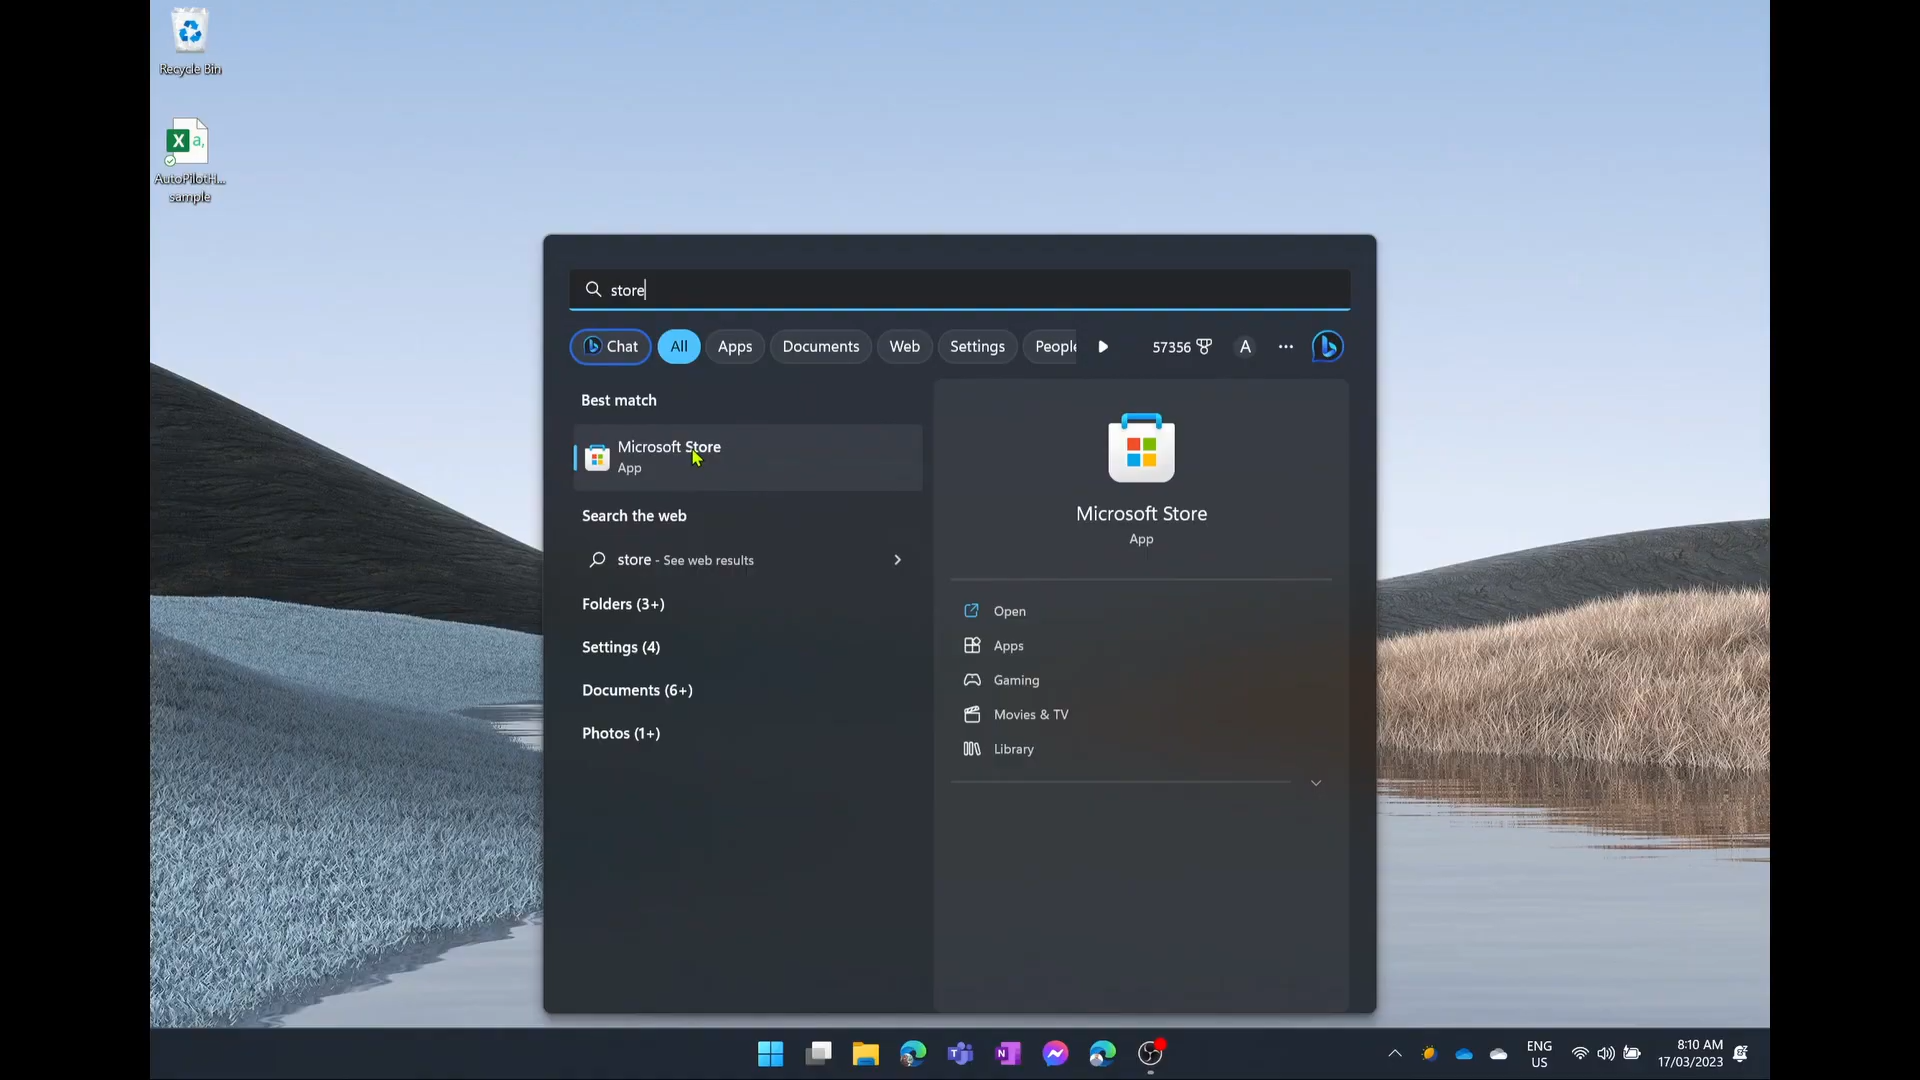 Recycle Bin
AutoPilotH...
sample
store
Chat
All
Apps
Documents
Web
Settings
People
57356
A
Best match
Microsoft Store
App
Search the web
store - See web results
Folders (3+)
Settings (4)
Documents (6+)
Photos (1+)
Microsoft Store
App
Open
Apps
Gaming
Movies & TV
Library
ENG
US
8:10 AM
17/03/2023